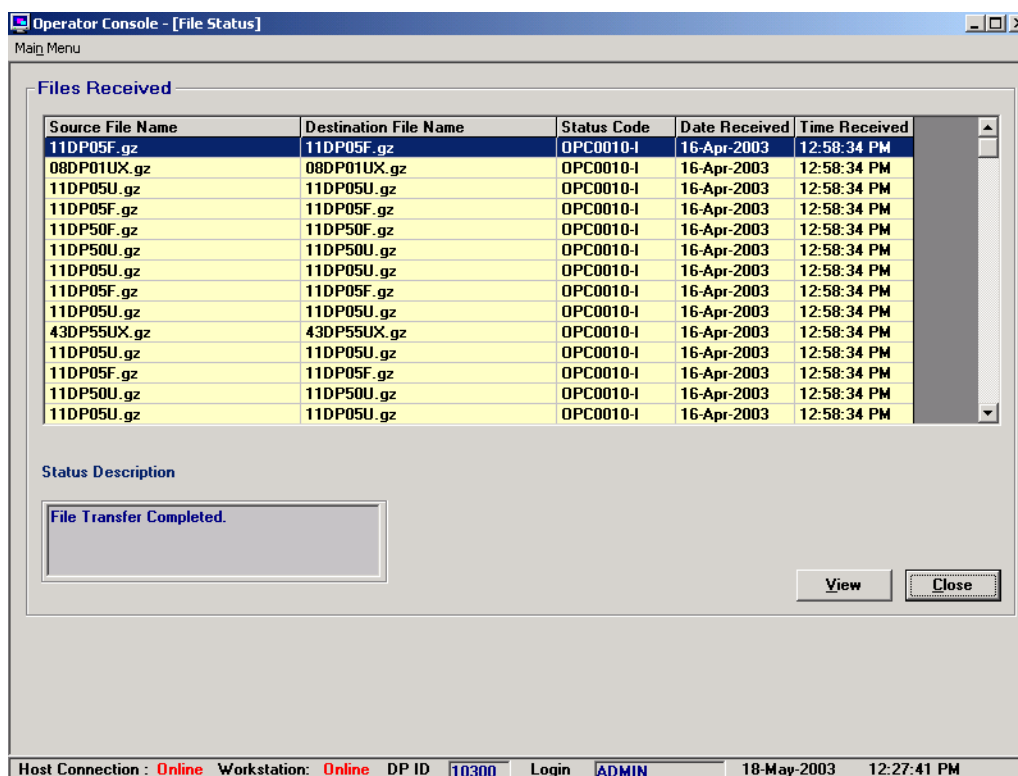 Operator Console - [File Status]
Main Menu
Files Received
Source File Name Destination File Name Status Code Date Received Time Received
11DP05F.gz 11DP05F.gz OPC0010-I 16-Apr-2003 12:58:34 PM
08DP01UX.gz 08DP01UX.gz OPC0010-I 16-Apr-2003 12:58:34 PM
11DP05U.gz 11DP05U.gz OPC0010-I 16-Apr-2003 12:58:34 PM
11DP05F.gz 11DP05F.gz OPC0010-I 16-Apr-2003 12:58:34 PM
11DP50F.gz 11DP50F.gz OPC0010-I 16-Apr-2003 12:58:34 PM
11DP50U.gz 11DP50U.gz OPC0010-I 16-Apr-2003 12:58:34 PM
11DP05U.gz 11DP05U.gz OPC0010-I 16-Apr-2003 12:58:34 PM
11DP05F.gz 11DP05F.gz OPC0010-I 16-Apr-2003 12:58:34 PM
11DP05U.gz 11DP05U.gz OPC0010-I 16-Apr-2003 12:58:34 PM
43DP55UX.gz 43DP55UX.gz OPC0010-I 16-Apr-2003 12:58:34 PM
11DP05U.gz 11DP05U.gz OPC0010-I 16-Apr-2003 12:58:34 PM
11DP05F.gz 11DP05F.gz OPC0010-I 16-Apr-2003 12:58:34 PM
11DP50U.gz 11DP50U.gz OPC0010-I 16-Apr-2003 12:58:34 PM
11DP05U.gz 11DP05U.gz OPC0010-I 16-Apr-2003 12:58:34 PM
Status Description
File Transfer Completed.
View Close
Host Connection : Online Workstation: Online DP ID 10300 Login ADMIN 18-May-2003 12:27:41 PM